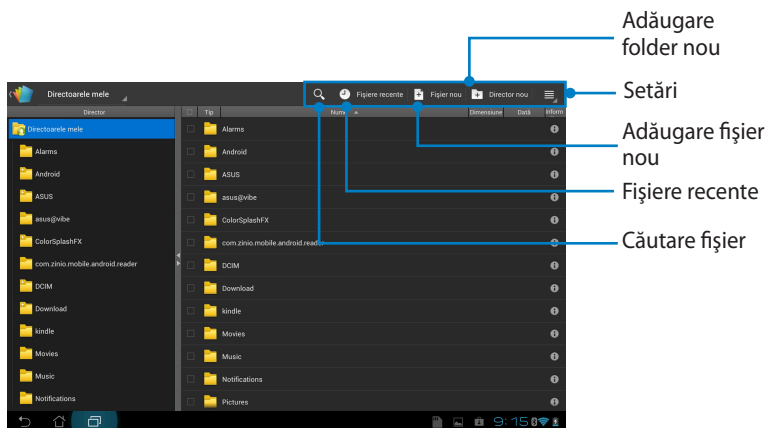 Adăugare
folder nou
Directoarele mele
Fişiere recente
Fişier nou
Director nou
Setări
Director
Tip
Dimensiune
Dată
Inform
Directoarele mele
Alarms
Android
ASUS
asus@vibe
ColorSplashFX
com.zinio.mobile.android.reader
DCIM
Download
kindle
Movies
Music
Notifications
Alarms
Android
ASUS
asus@vibe
ColorSplashFX
com.zinio.mobile.android.reader
DCIM
Download
kindle
Movies
Music
Notifications
Pictures
Adăugare fişier
nou
Fişiere recente
Căutare fişier
9:15